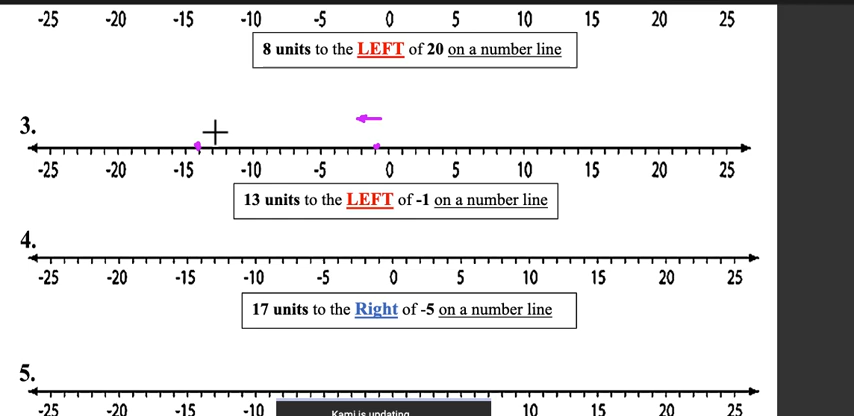 -25 -20 -15 -10 -5 0 5 10 15 20 25
8 units to the LEFT of 20 on a number line
3.
-25 -20 -15 -10 -5 0 5 10 15 20 25
13 units to the LEFT of -1 on a number line
4.
-25 -20 -15 -10 -5 0 5 10 15 20 25
17 units to the Right of -5 on a number line
5.
-25 -20 -15 -10 10 15 20 25
Kami is updating